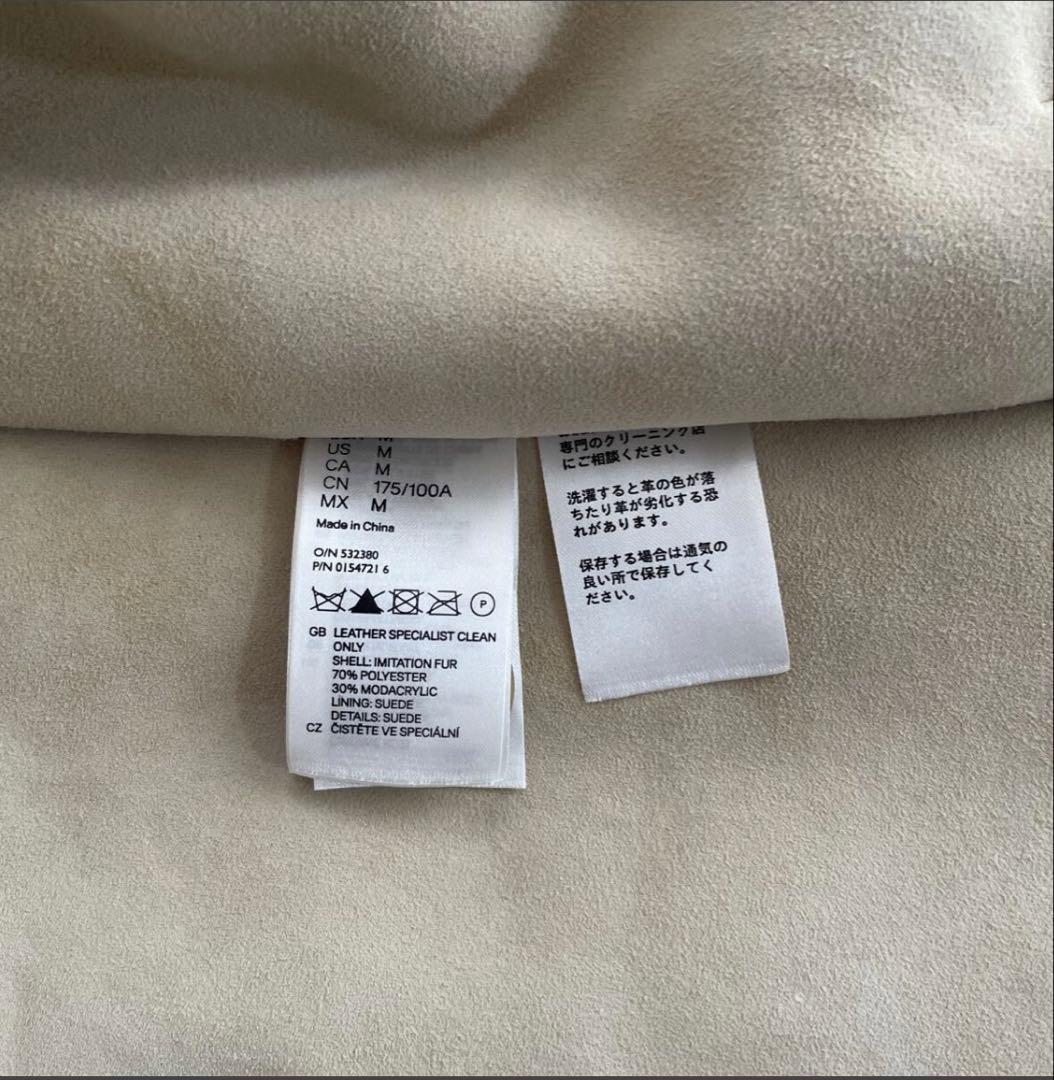 US M
CA M
CN 175/100A
MX M
Made in China
O/N 532380
P/N 0154721 6
P
GB LEATHER SPECIALIST CLEAN
ONLY
SHELL: IMITATION FUR
70% POLYESTER
30% MODACRYLIC
LINING: SUEDE
DETAILS: SUEDE
CZ ČISTĚTE VE SPECIÁLNÍ
専門のクリーニング店
にご相談ください。
洗濯すると革の色が落
ちたり革が劣化する恐
れがあります。
保存する場合は通気の
良い所で保存してく
ださい。